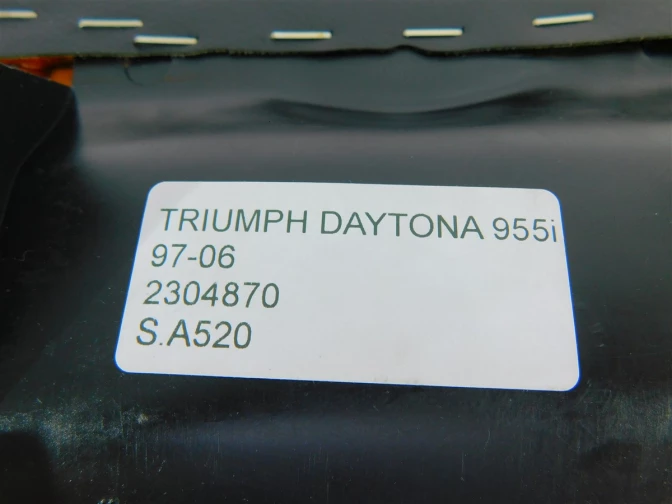 TRIUMPH DAYTONA 955i
97-06
2304870
S.A520